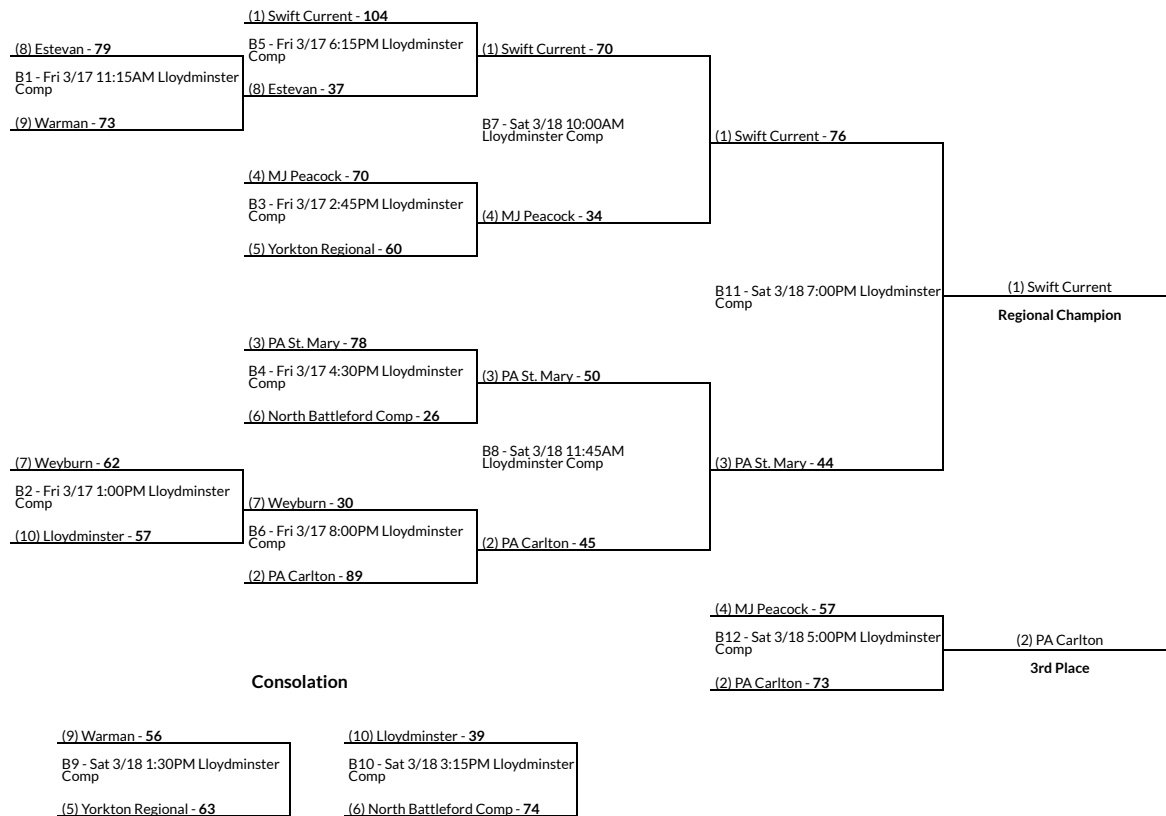 (1) Swift Current - 104
(8) Estevan - 79
B5 - Fri 3/17 6:15PM Lloydminster
Comp
(1) Swift Current - 70
B1 - Fri 3/17 11:15AM Lloydminster
Comp
(8) Estevan - 37
(9) Warman - 73
B7 - Sat 3/18 10:00AM
Lloydminster Comp
(1) Swift Current - 76
(4) MJ Peacock - 70
B3 - Fri 3/17 2:45PM Lloydminster
Comp
(4) MJ Peacock - 34
(5) Yorkton Regional - 60
B11 - Sat 3/18 7:00PM Lloydminster
Comp
(1) Swift Current
Regional Champion
(3) PA St. Mary - 78
B4 - Fri 3/17 4:30PM Lloydminster
Comp
(3) PA St. Mary - 50
(6) North Battleford Comp - 26
B8 - Sat 3/18 11:45AM
Lloydminster Comp
(3) PA St. Mary - 44
(7) Weyburn - 62
B2 - Fri 3/17 1:00PM Lloydminster
Comp
(7) Weyburn - 30
(10) Lloydminster - 57
B6 - Fri 3/17 8:00PM Lloydminster
Comp
(2) PA Carlton - 45
(2) PA Carlton - 89
(4) MJ Peacock - 57
B12 - Sat 3/18 5:00PM Lloydminster
Comp
(2) PA Carlton
3rd Place
(2) PA Carlton - 73
Consolation
(9) Warman - 56
B9 - Sat 3/18 1:30PM Lloydminster
Comp
(5) Yorkton Regional - 63
(10) Lloydminster - 39
B10 - Sat 3/18 3:15PM Lloydminster
Comp
(6) North Battleford Comp - 74